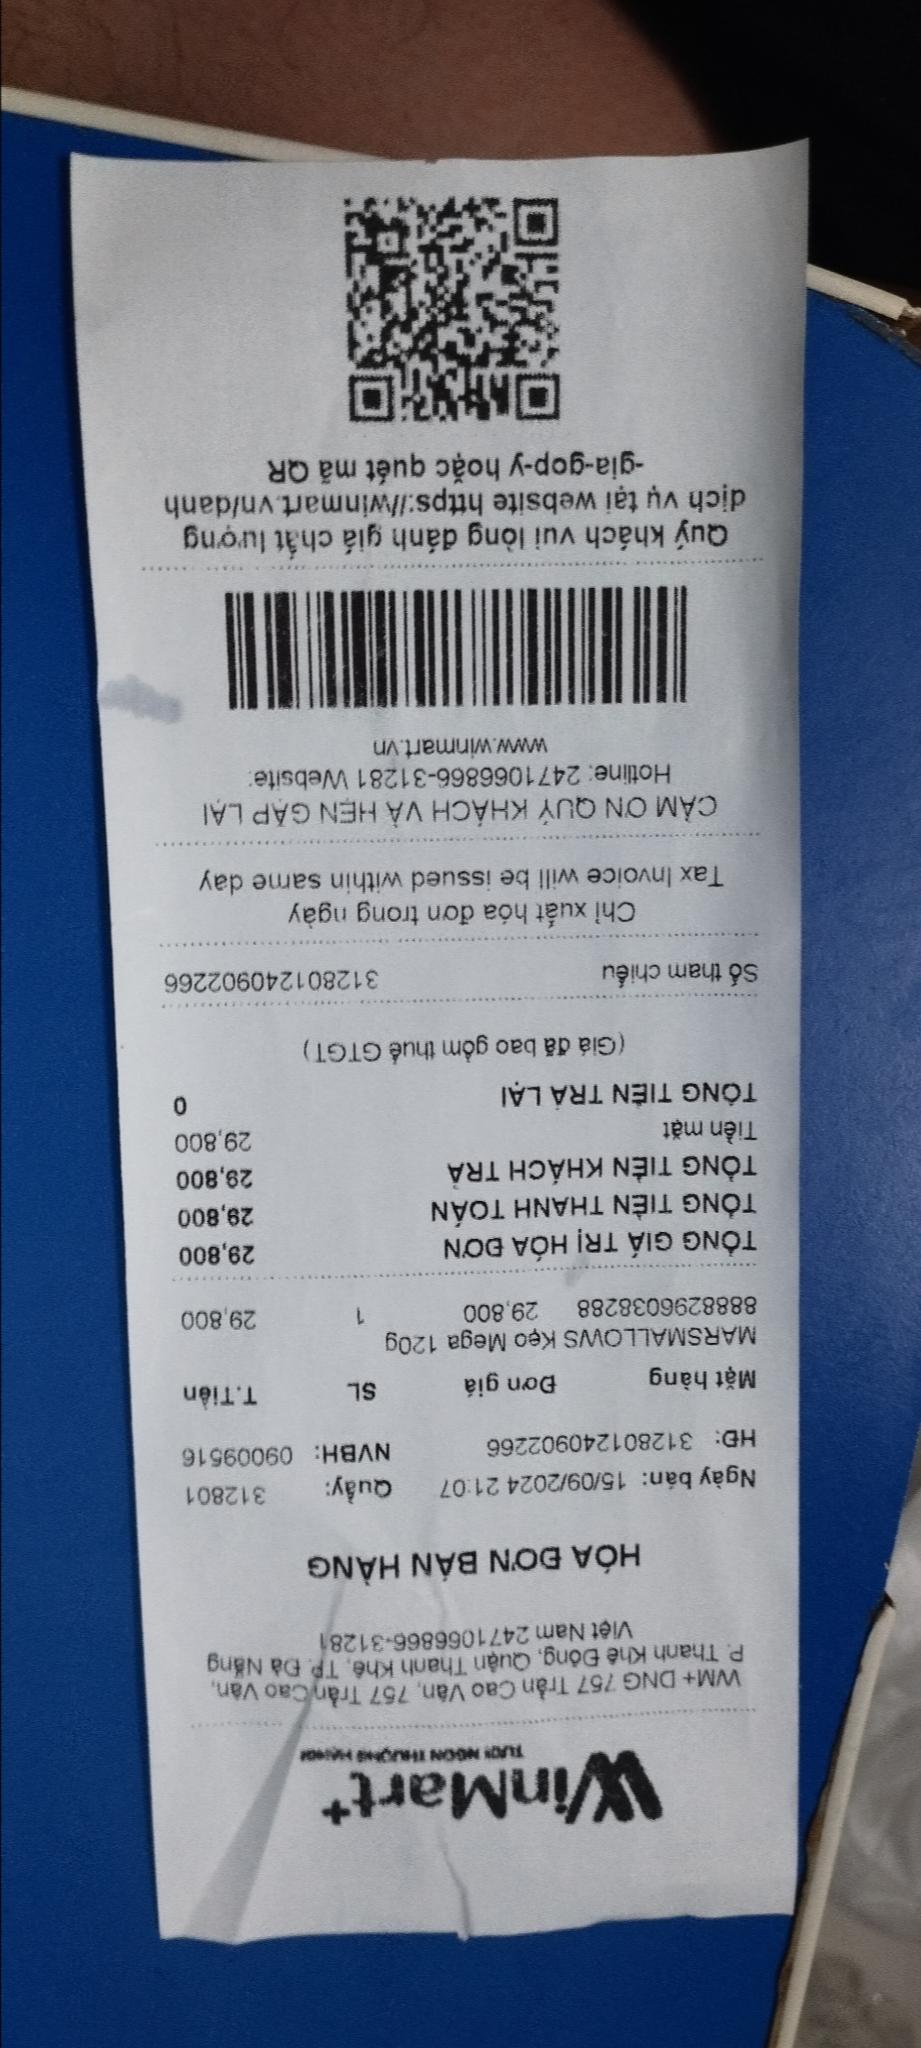 WinMart+
TƯƠI NGON THƯỢNG HẠNG!
WM+ DNG 757 Trần Cao Vân, 757 Trần Cao Vân,
P. Thanh Khê Đông, Quận Thanh Khê, TP. Đà Nẵng
Việt Nam 2471066866-31281
HÓA ĐƠN BÁN HÀNG
Ngày bán: 15/09/2024 21:07 Quầy: 312801
HĐ: 31280124090​2266 NVBH: 09009516
Mặt hàng Đơn giá SL T.Tiền
MARSMALLOWS Kẹo Mega 120g
8888296038288 29,800 1 29,800
TỔNG GIÁ TRỊ HÓA ĐƠN 29,800
TỔNG TIỀN THANH TOÁN 29,800
TỔNG TIỀN KHÁCH TRẢ 29,800
Tiền mặt 29,800
TỔNG TIỀN TRẢ LẠI 0
(Giá đã bao gồm thuế GTGT)
Số tham chiếu 312801240902266
Chỉ xuất hóa đơn trong ngày
Tax Invoice will be issued within same day
CẢM ƠN QUÝ KHÁCH VÀ HẸN GẶP LẠI
Hotline: 2471066866-31281 Website:
www.winmart.vn
Quý khách vui lòng đánh giá chất lượng
dịch vụ tại website https://winmart.vn/danh
-gia-gop-y hoặc quét mã QR